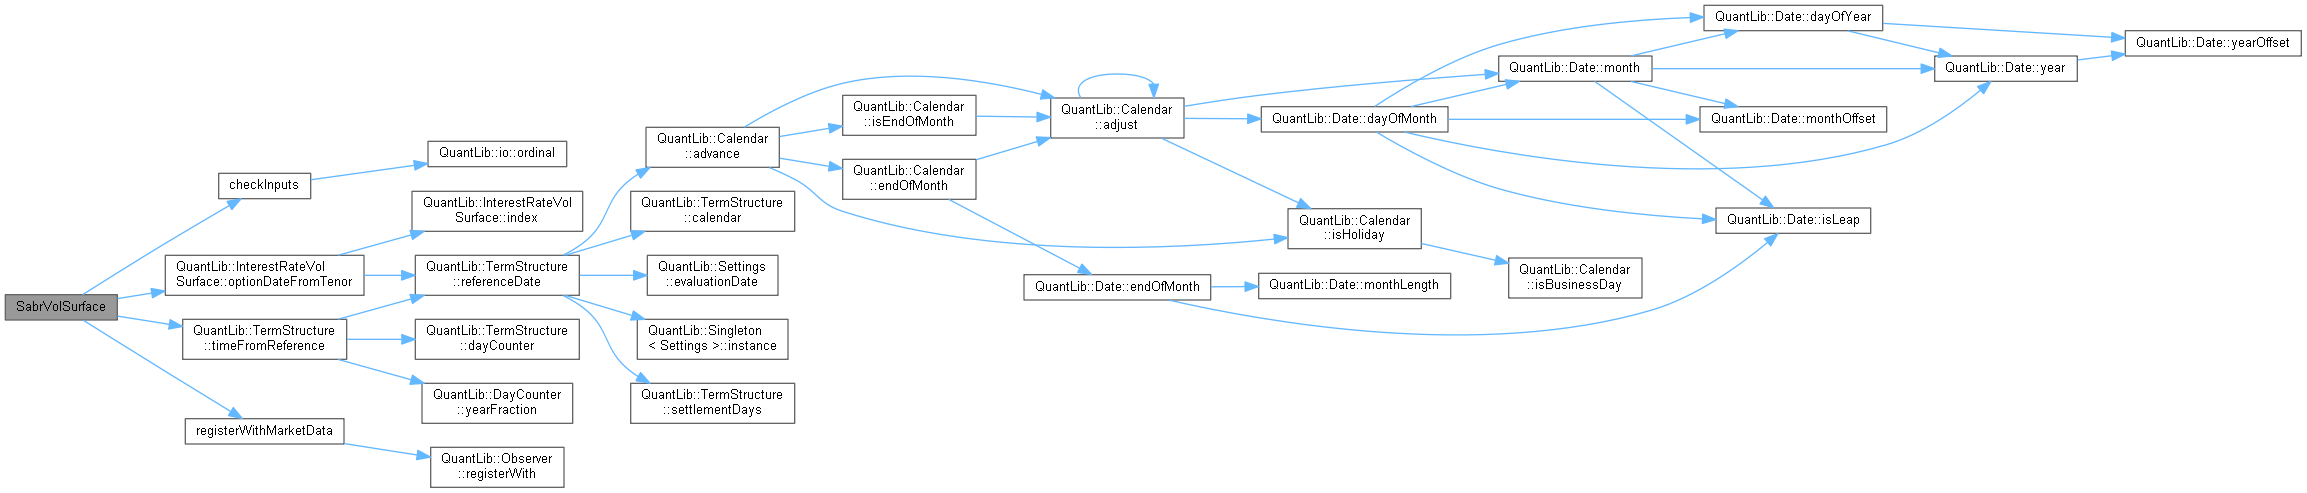 SabrVolSurface
checkInputs
QuantLib::io::ordinal
QuantLib::InterestRateVol
Surface::optionDateFromTenor
QuantLib::InterestRateVol
Surface::index
QuantLib::TermStructure
::referenceDate
QuantLib::Calendar
::advance
QuantLib::Calendar
::isEndOfMonth
QuantLib::Calendar
::endOfMonth
QuantLib::Calendar
::adjust
QuantLib::Date::month
QuantLib::Date::dayOfMonth
QuantLib::Date::dayOfYear
QuantLib::Date::year
QuantLib::Date::yearOffset
QuantLib::Date::monthOffset
QuantLib::Date::isLeap
QuantLib::Calendar
::isHoliday
QuantLib::Calendar
::isBusinessDay
QuantLib::Date::endOfMonth
QuantLib::Date::monthLength
QuantLib::TermStructure
::calendar
QuantLib::Settings
::evaluationDate
QuantLib::Singleton
< Settings >::instance
QuantLib::TermStructure
::settlementDays
QuantLib::TermStructure
::timeFromReference
QuantLib::TermStructure
::dayCounter
QuantLib::DayCounter
::yearFraction
registerWithMarketData
QuantLib::Observer
::registerWith